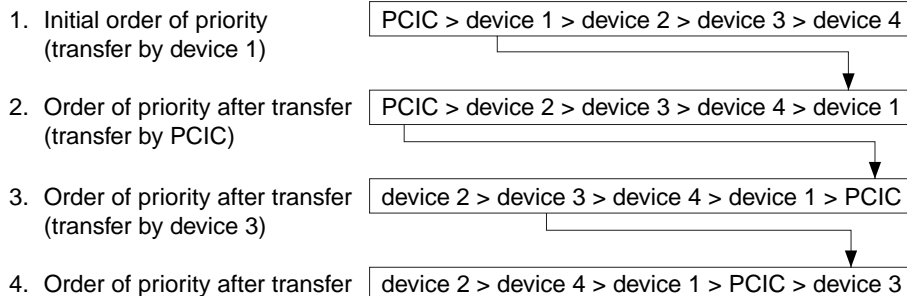 1. Initial order of priority
(transfer by device 1)
PCIC > device 1 > device 2 > device 3 > device 4
2. Order of priority after transfer
(transfer by PCIC)
PCIC > device 2 > device 3 > device 4 > device 1
3. Order of priority after transfer
(transfer by device 3)
device 2 > device 3 > device 4 > device 1 > PCIC
4. Order of priority after transfer
device 2 > device 4 > device 1 > PCIC > device 3